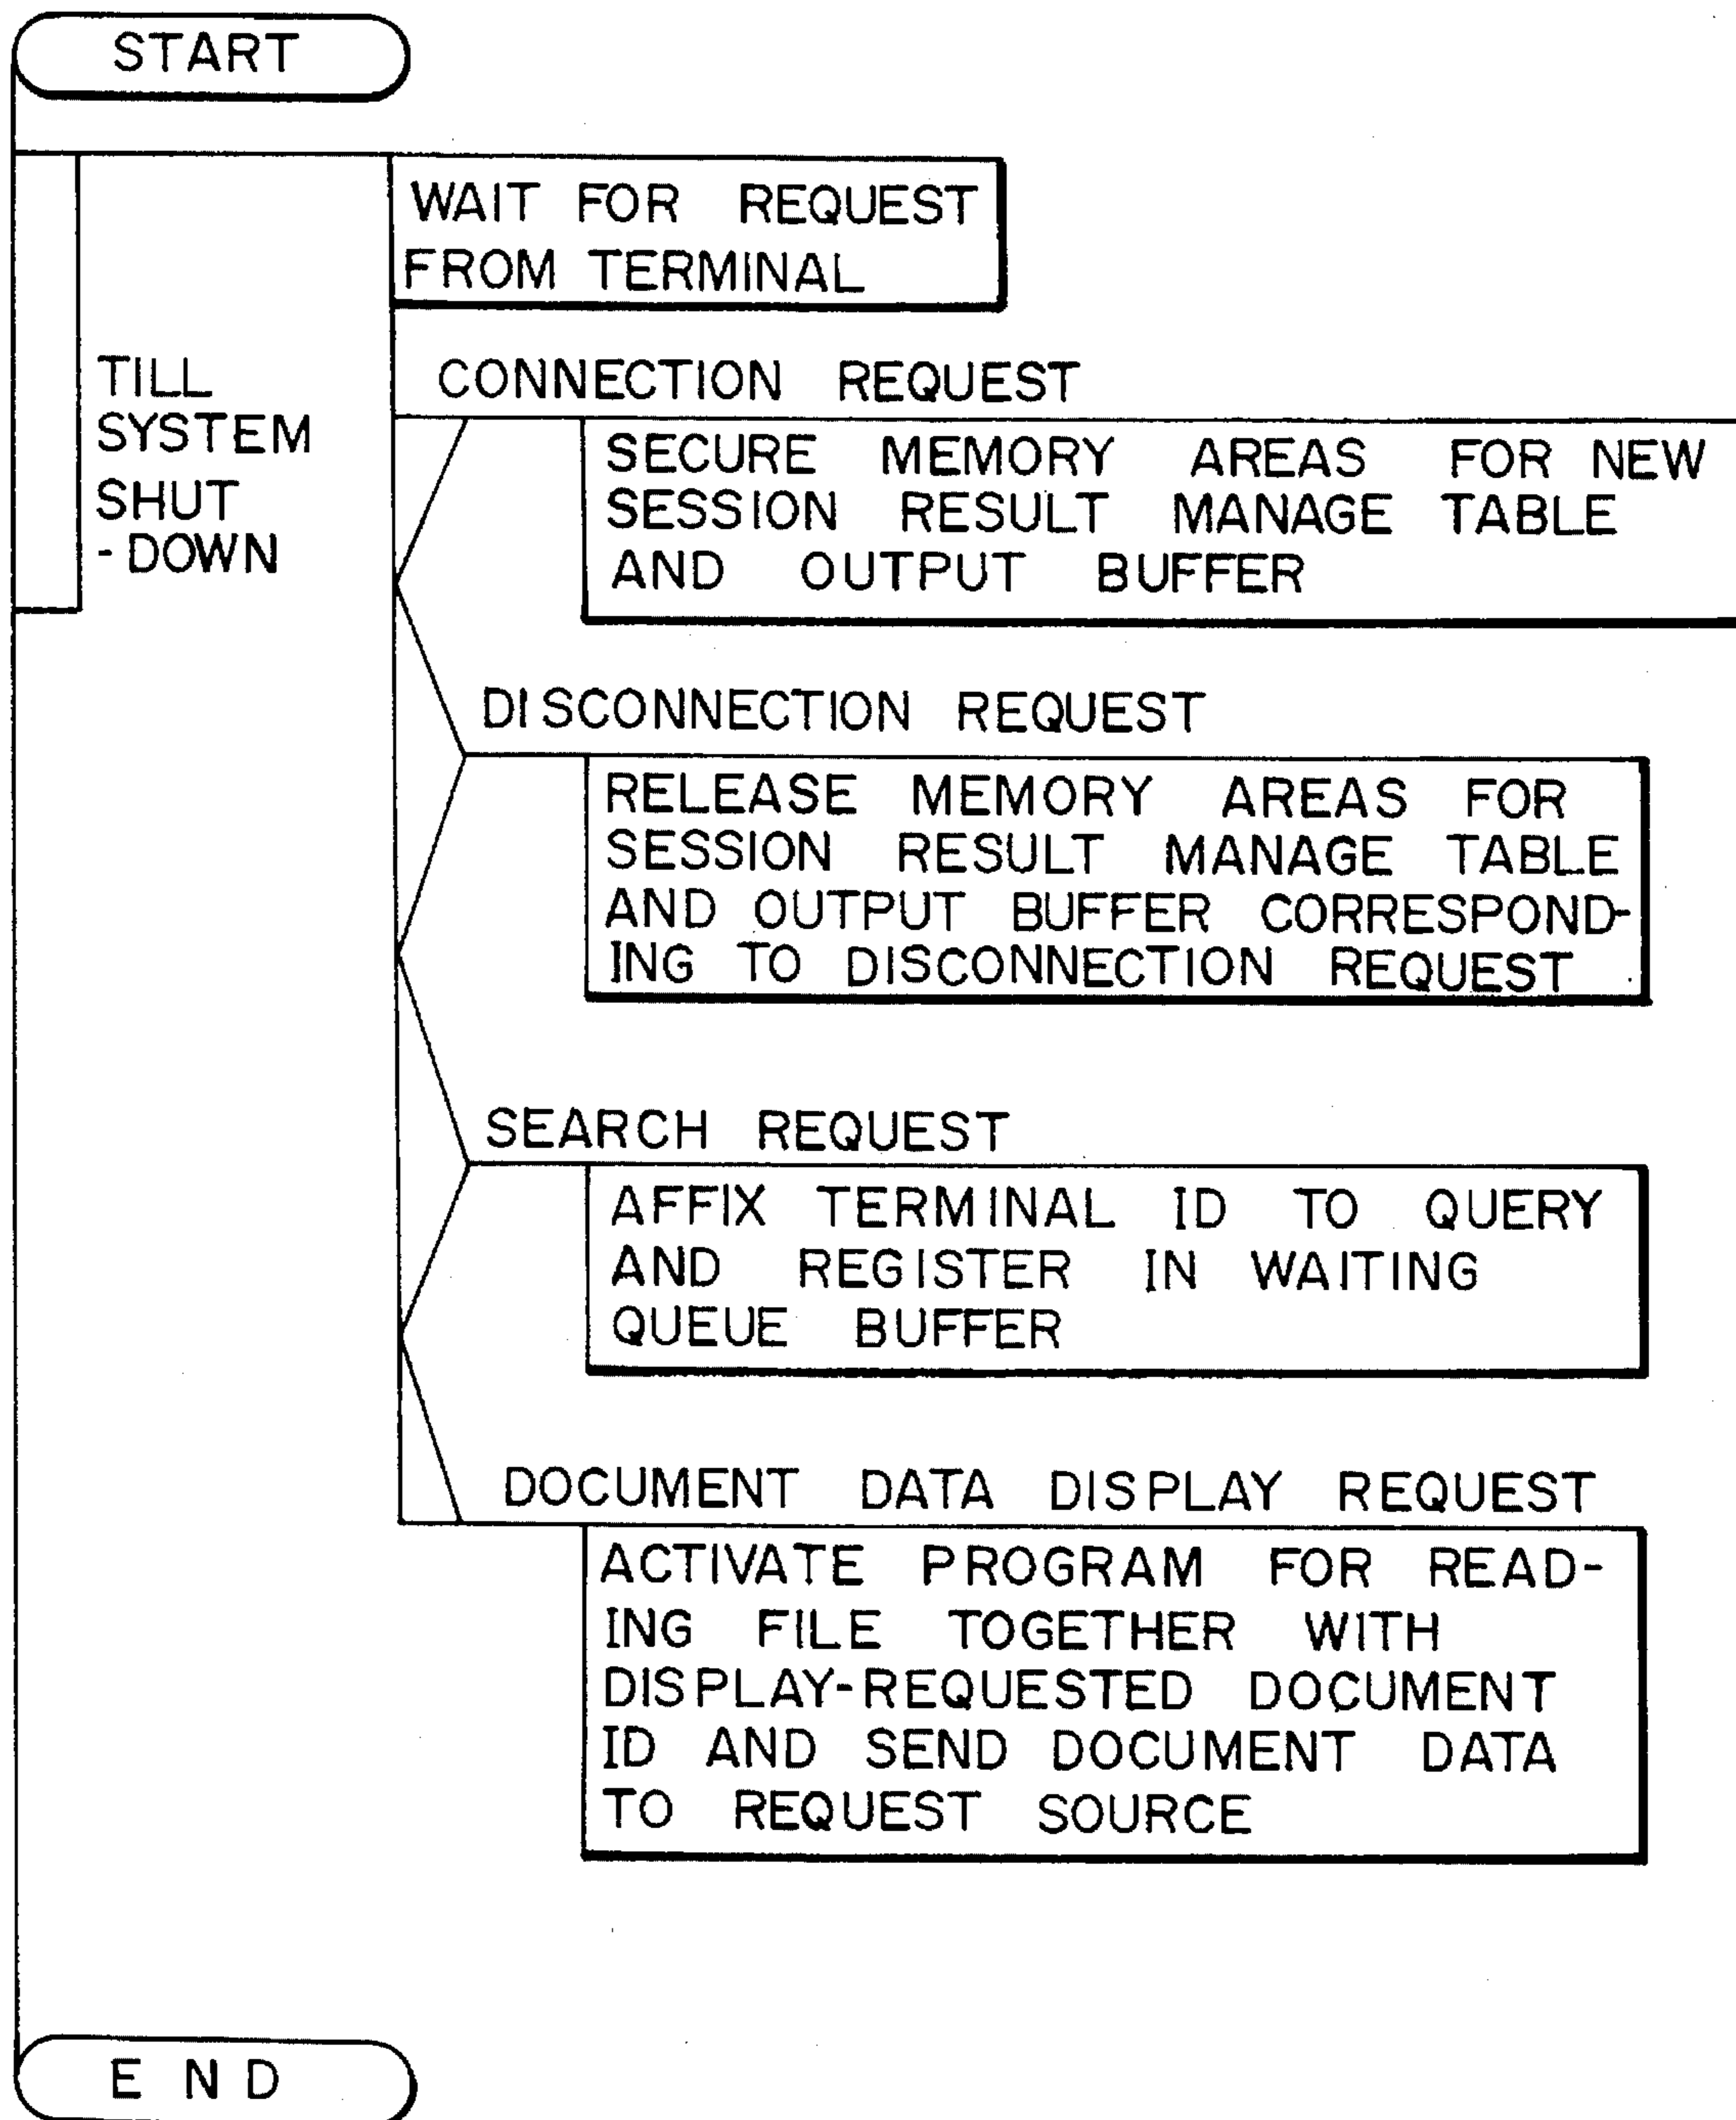 START
WAIT FOR REQUEST
FROM TERMINAL
TILL
SYSTEM
SHUT
-DOWN
CONNECTION REQUEST
SECURE MEMORY AREAS FOR NEW
SESSION RESULT MANAGE TABLE
AND OUTPUT BUFFER
DISCONNECTION REQUEST
RELEASE MEMORY AREAS FOR
SESSION RESULT MANAGE TABLE
AND OUTPUT BUFFER CORRESPOND-
ING TO DISCONNECTION REQUEST
SEARCH REQUEST
AFFIX TERMINAL ID TO QUERY
AND REGISTER IN WAITING
QUEUE BUFFER
DOCUMENT DATA DISPLAY REQUEST
ACTIVATE PROGRAM FOR READ-
ING FILE TOGETHER WITH
DISPLAY-REQUESTED DOCUMENT
ID AND SEND DOCUMENT DATA
TO REQUEST SOURCE
END